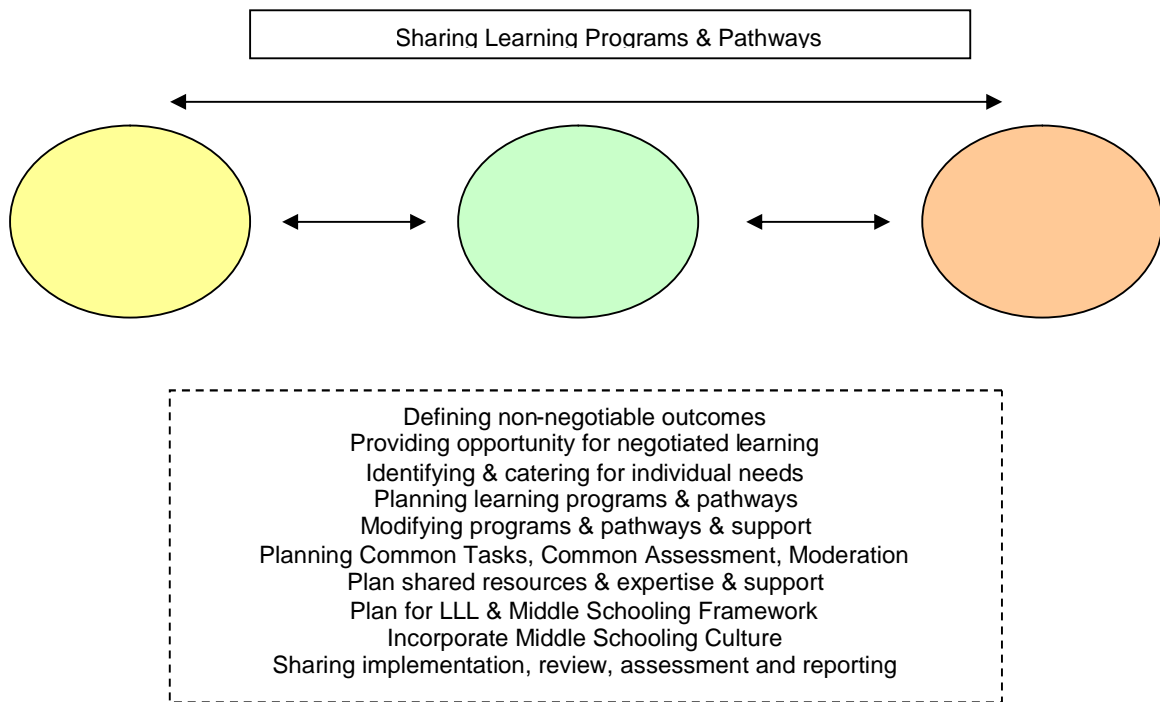 Sharing Learning Programs & Pathways
Defining non-negotiable outcomes
Providing opportunity for negotiated learning
Identifying & catering for individual needs
Planning learning programs & pathways
Modifying programs & pathways & support
Planning Common Tasks, Common Assessment, Moderation
Plan shared resources & expertise & support
Plan for LLL & Middle Schooling Framework
Incorporate Middle Schooling Culture
Sharing implementation, review, assessment and reporting